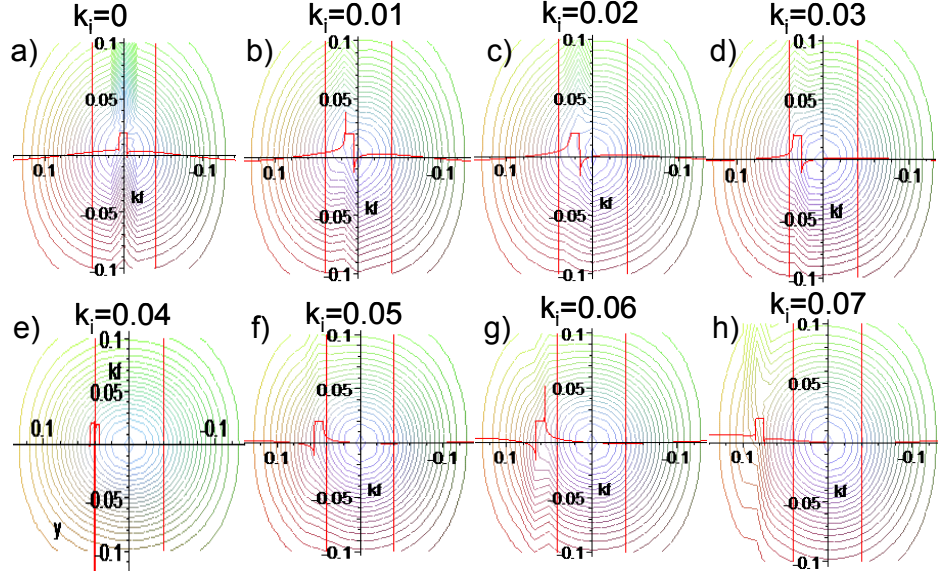 k_i=0
a)
0.1
0.05
0.1
-0.1
kf
-0.05
-0.1
k_i=0.01
b)
0.1
0.05
0.1
-0.1
kf
-0.05
-0.1
k_i=0.02
c)
0.1
0.05
0.1
-0.1
kf
-0.05
-0.1
k_i=0.03
d)
0.1
0.05
0.1
-0.1
kf
-0.05
-0.1
k_i=0.04
e)
0.1
kf
0.05
0.1
-0.1
-0.05
y
-0.1
k_i=0.05
f)
0.1
0.05
0.1
-0.1
kf
-0.05
-0.1
k_i=0.06
g)
0.1
0.05
0.1
-0.1
kf
-0.05
-0.1
k_i=0.07
h)
0.1
0.05
0.1
-0.1
kf
-0.05
-0.1